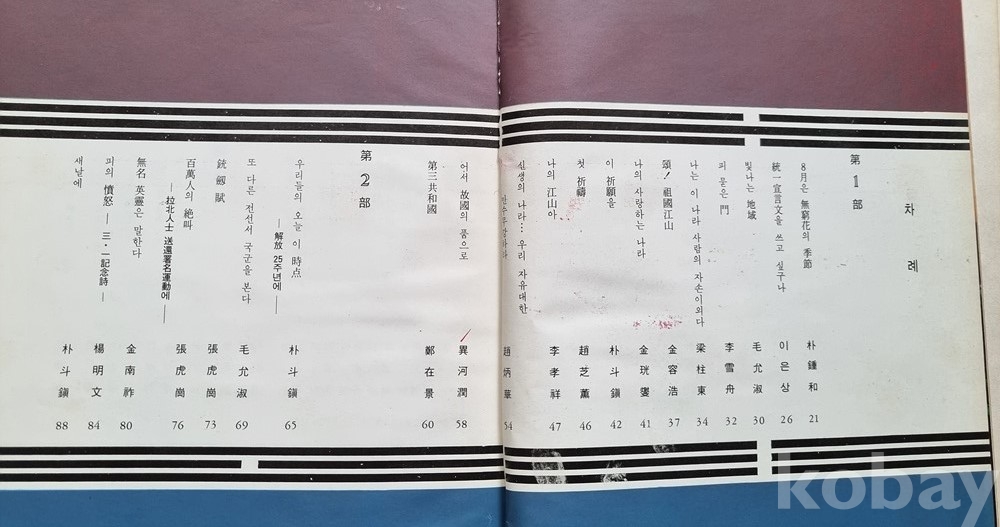 차례
第1部
8月은 無窮花의 季節 朴鍾和 21
統一宣言文을 쓰고 싶구나 이은상 26
빛나는 地域 毛允淑 30
피 묻은 門 李雪舟 32
나는 이 나라 사람의 자손이외다 梁柱東 34
頌! 祖國江山 金容浩 37
나의 사랑하는 나라 金珖燮 41
이 祈願을 朴斗鎭 42
첫 祈禱 趙芝薰 46
나의 江山아 李孝祥 47
신생의 나라… 우리 자유대한
만수무강하라 趙炳華 54
어서 故國의 품으로 異河潤 58
第三共和國 鄭在景 60
第2部
우리들의 오늘 이 時点
─解放 25주년에─ 朴斗鎭 65
또 다른 전선서 국군을 본다 毛允淑 69
銃劒賦 張虎崗 73
百萬人의 絶叫
─拉北人士 送還署名運動에─ 張虎崗 76
無名 英靈은 말한다 金南祚 80
피의 憤怒─三·一記念詩─ 楊明文 84
새날에 朴斗鎭 88
kobay